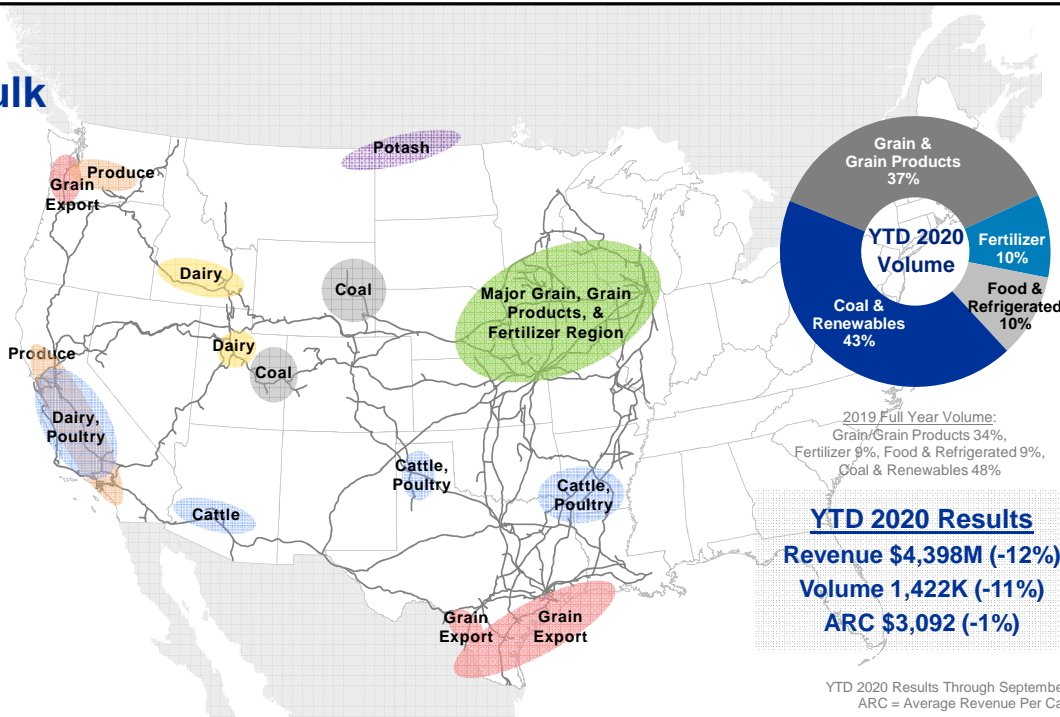 ulk
Potash
Produce
Grain
Export
Dairy
Coal
Major Grain, Grain
Products, &
Fertilizer Region
Produce
Dairy
Coal
Dairy,
Poultry
Cattle,
Poultry
Cattle,
Poultry
Cattle
Grain
Export
Grain
Export
Grain &
Grain Products
37%
YTD 2020
Volume
Fertilizer
10%
Food &
Refrigerated
10%
Coal &
Renewables
43%
2019 Full Year Volume:
Grain/Grain Products 34%,
Fertilizer 9%, Food & Refrigerated 9%,
Coal & Renewables 48%
YTD 2020 Results
Revenue $4,398M (-12%)
Volume 1,422K (-11%)
ARC $3,092 (-1%)
YTD 2020 Results Through Septembe
ARC = Average Revenue Per Ca